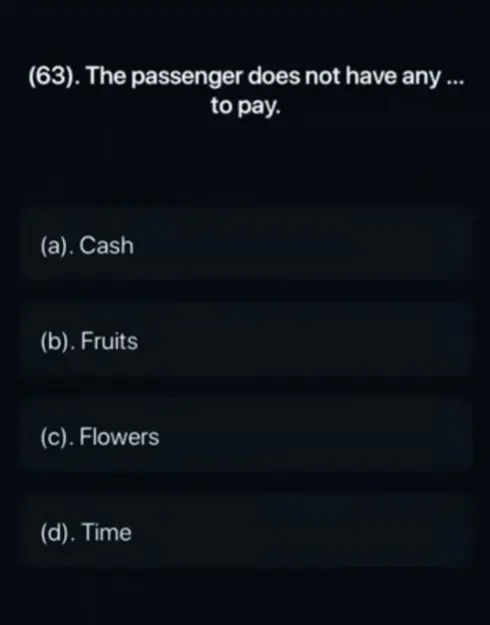 (63). The passenger does not have any ...
to pay.
(a). Cash
(b). Fruits
(c). Flowers
(d). Time